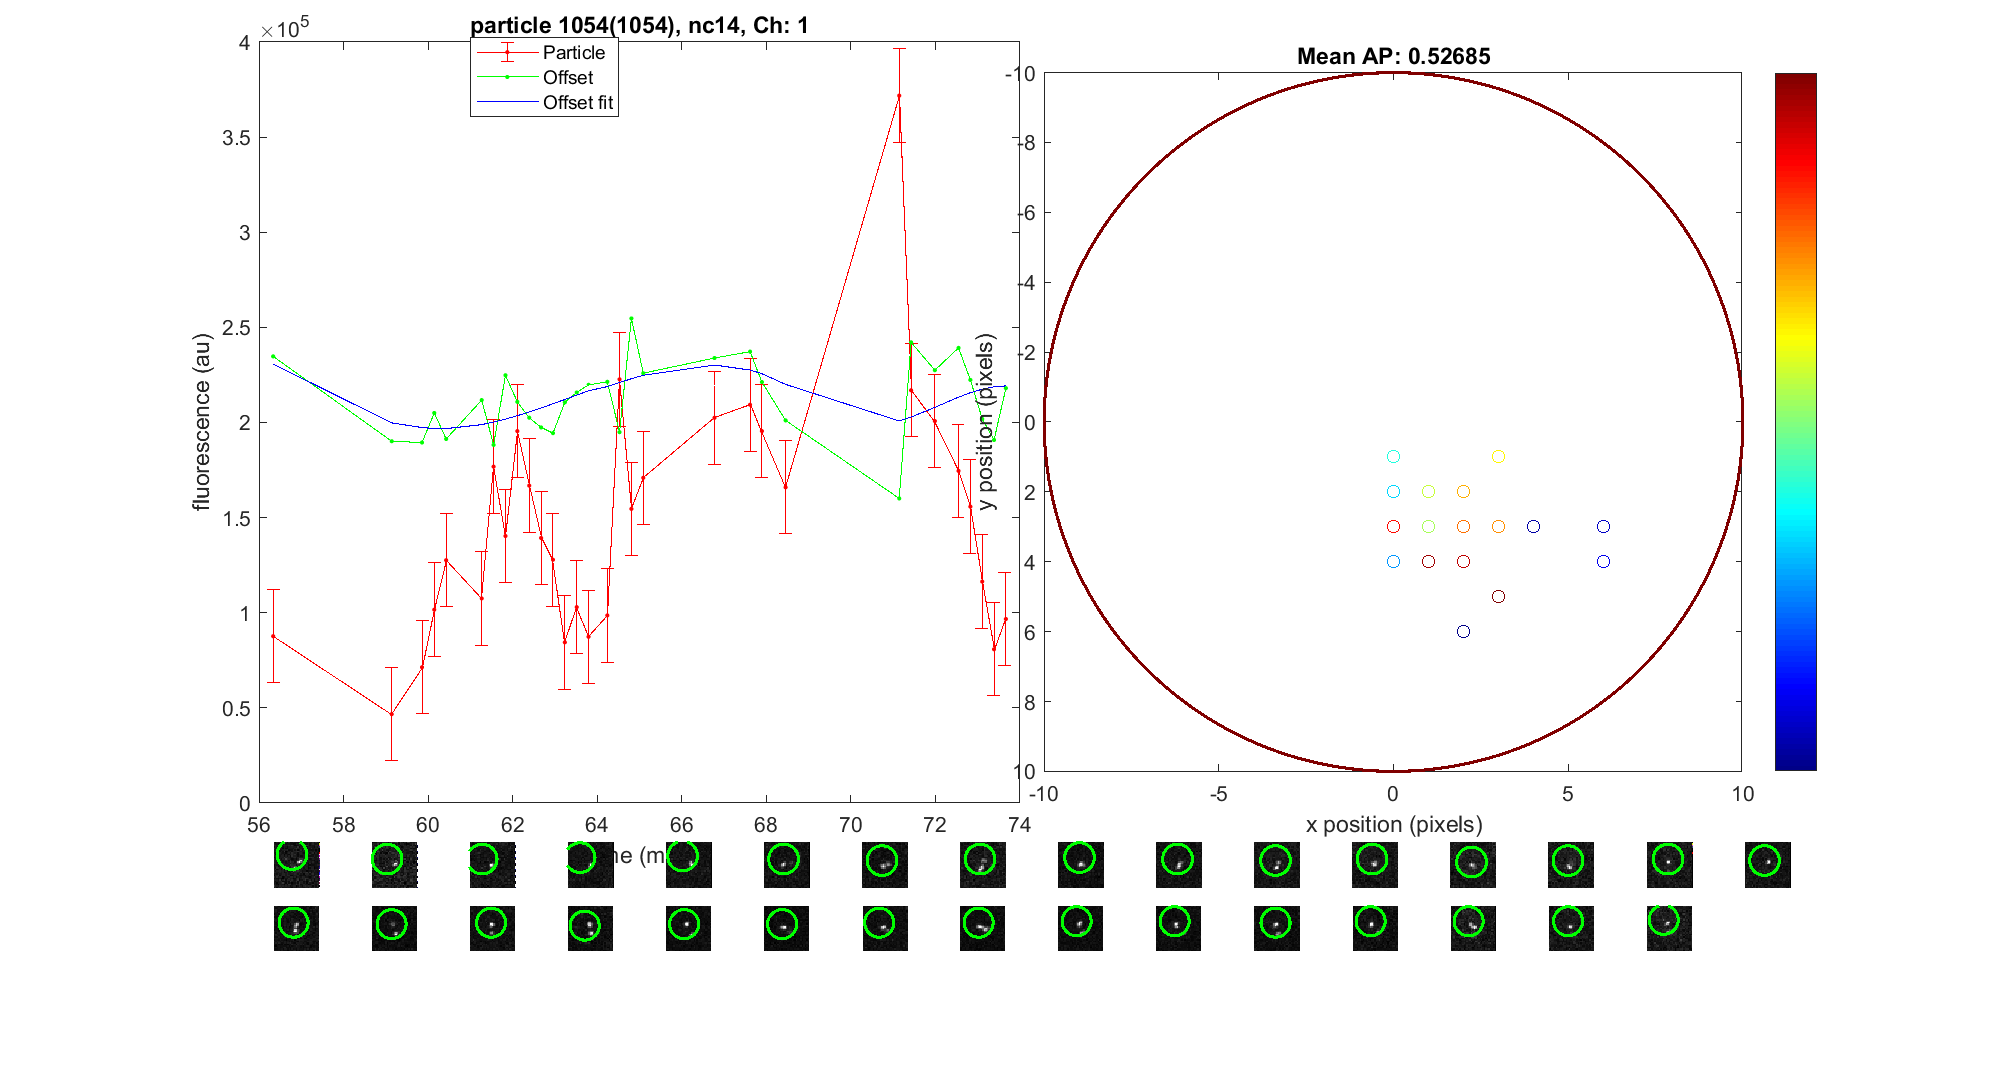 particle 1054(1054), nc14, Ch: 1
×10^5
Particle
Offset
Offset fit
4
3.5
3
2.5
2
1.5
1
0.5
0
fluorescence (au)
56 58 60 62 64 66 68 70 72 74
me (m
Mean AP: 0.52685
-10
-8
-6
-4
-2
0
2
4
6
8
10
y position (pixels)
-10 -5 0 5 10
x position (pixels)